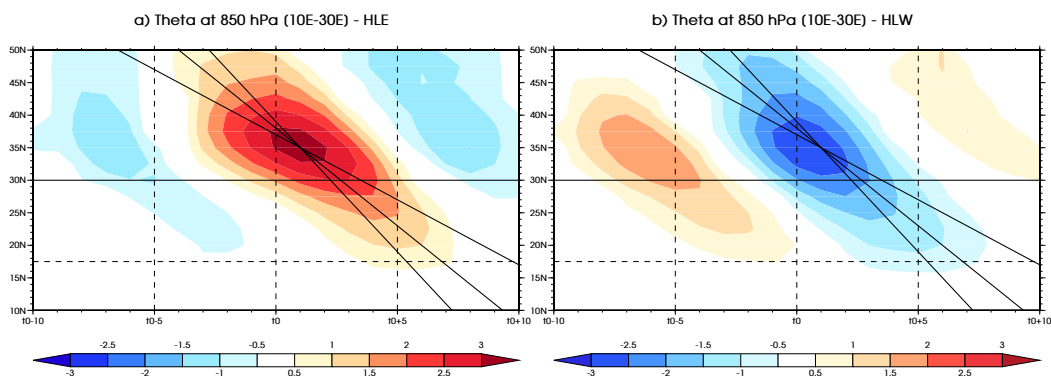 a) Theta at 850 hPa [10E-30E] - HLE
50N
45N
40N
35N
30N
25N
20N
15N
10N
t0-10 t0-5 t0 t0+5 t0+10
-2.5 -1.5 -0.5 1 2 3
-3 -2 -1 0.5 1.5 2.5
b) Theta at 850 hPa [10E-30E] - HLW
50N
45N
40N
35N
30N
25N
20N
15N
10N
t0-10 t0-5 t0 t0+5 t0+10
-2.5 -1.5 -0.5 1 2 3
-3 -2 -1 0.5 1.5 2.5